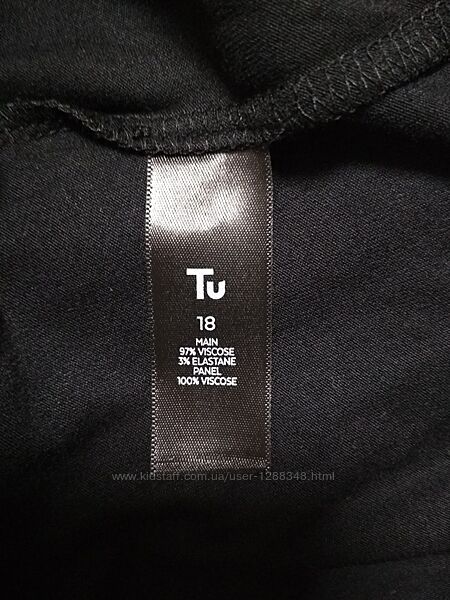 Tu
18
MAIN
97% VISCOSE
3% ELASTANE
PANEL
100% VISCOSE
www.kidstaff.com.ua/user-1288348.html